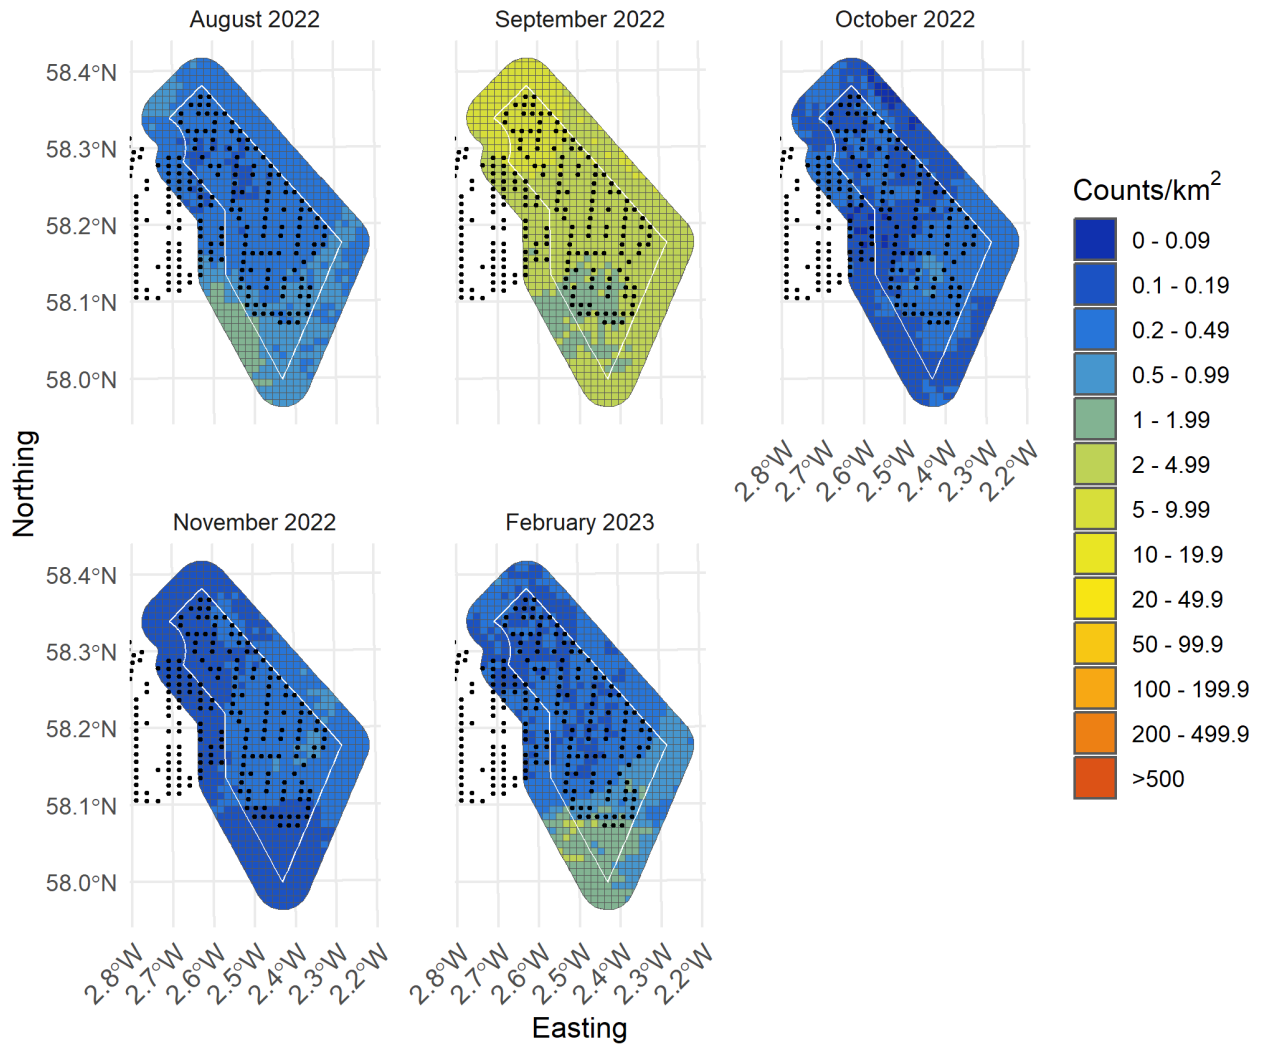 August 2022
September 2022
October 2022
58.4°N
58.3°N
58.2°N
58.1°N
58.0°N
2.8°W
2.7°W
2.6°W
2.5°W
2.4°W
2.3°W
2.2°W
Counts/km²
0 - 0.09
0.1 - 0.19
0.2 - 0.49
0.5 - 0.99
1 - 1.99
2 - 4.99
5 - 9.99
10 - 19.9
20 - 49.9
50 - 99.9
100 - 199.9
200 - 499.9
>500
Northing
November 2022
February 2023
58.4°N
58.3°N
58.2°N
58.1°N
58.0°N
2.8°W
2.7°W
2.6°W
2.5°W
2.4°W
2.3°W
2.2°W
2.8°W
2.7°W
2.6°W
2.5°W
2.4°W
2.3°W
2.2°W
Easting